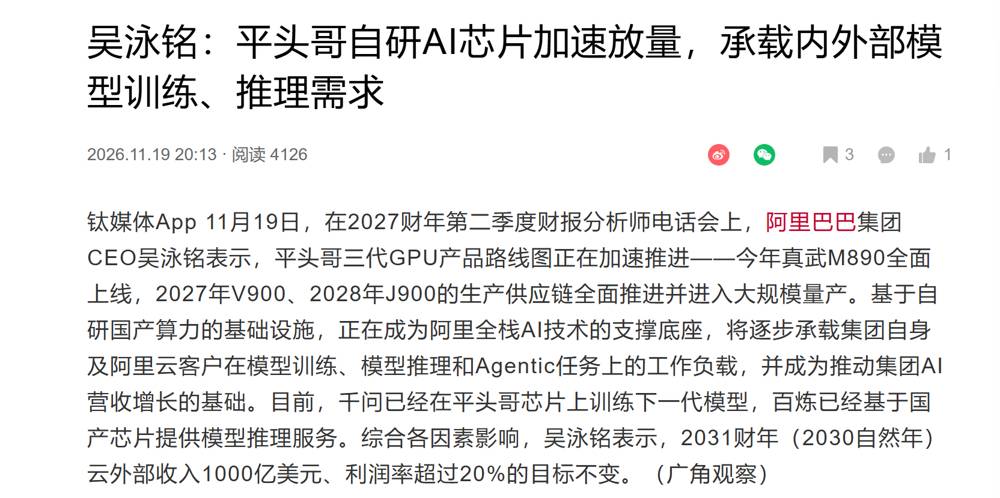 吴泳铭：平头哥自研AI芯片加速放量，承载内外部模
型训练、推理需求
2026.11.19 20:13 · 阅读 4126
3
1
钛媒体App 11月19日，在2027财年第二季度财报分析师电话会上，阿里巴巴集团
CEO吴泳铭表示，平头哥三代GPU产品路线图正在加速推进——今年真武M890全面
上线，2027年V900、2028年J900的生产供应链全面推进并进入大规模量产。基于自
研国产算力的基础设施，正在成为阿里全栈AI技术的支撑底座，将逐步承载集团自身
及阿里云客户在模型训练、模型推理和Agentic任务上的工作负载，并成为推动集团AI
营收增长的基础。目前，千问已经在平头哥芯片上训练下一代模型，百炼已经基于国
产芯片提供模型推理服务。综合各因素影响，吴泳铭表示，2031财年（2030自然年）
云外部收入1000亿美元、利润率超过20%的目标不变。（广角观察）